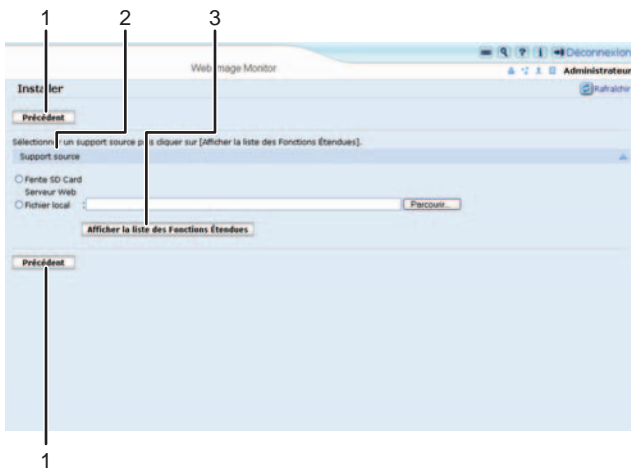 1 2 3
Déconnexion
Web Image Monitor
Administrateur
Installer
Rafraîchir
Précédent
Sélectionner un support source puis cliquer sur [Afficher la liste des Fonctions Étendues].
Support source
Fente SD Card
Serveur Web
Fichier local :
Parcourir...
Afficher la liste des Fonctions Étendues
Précédent
1